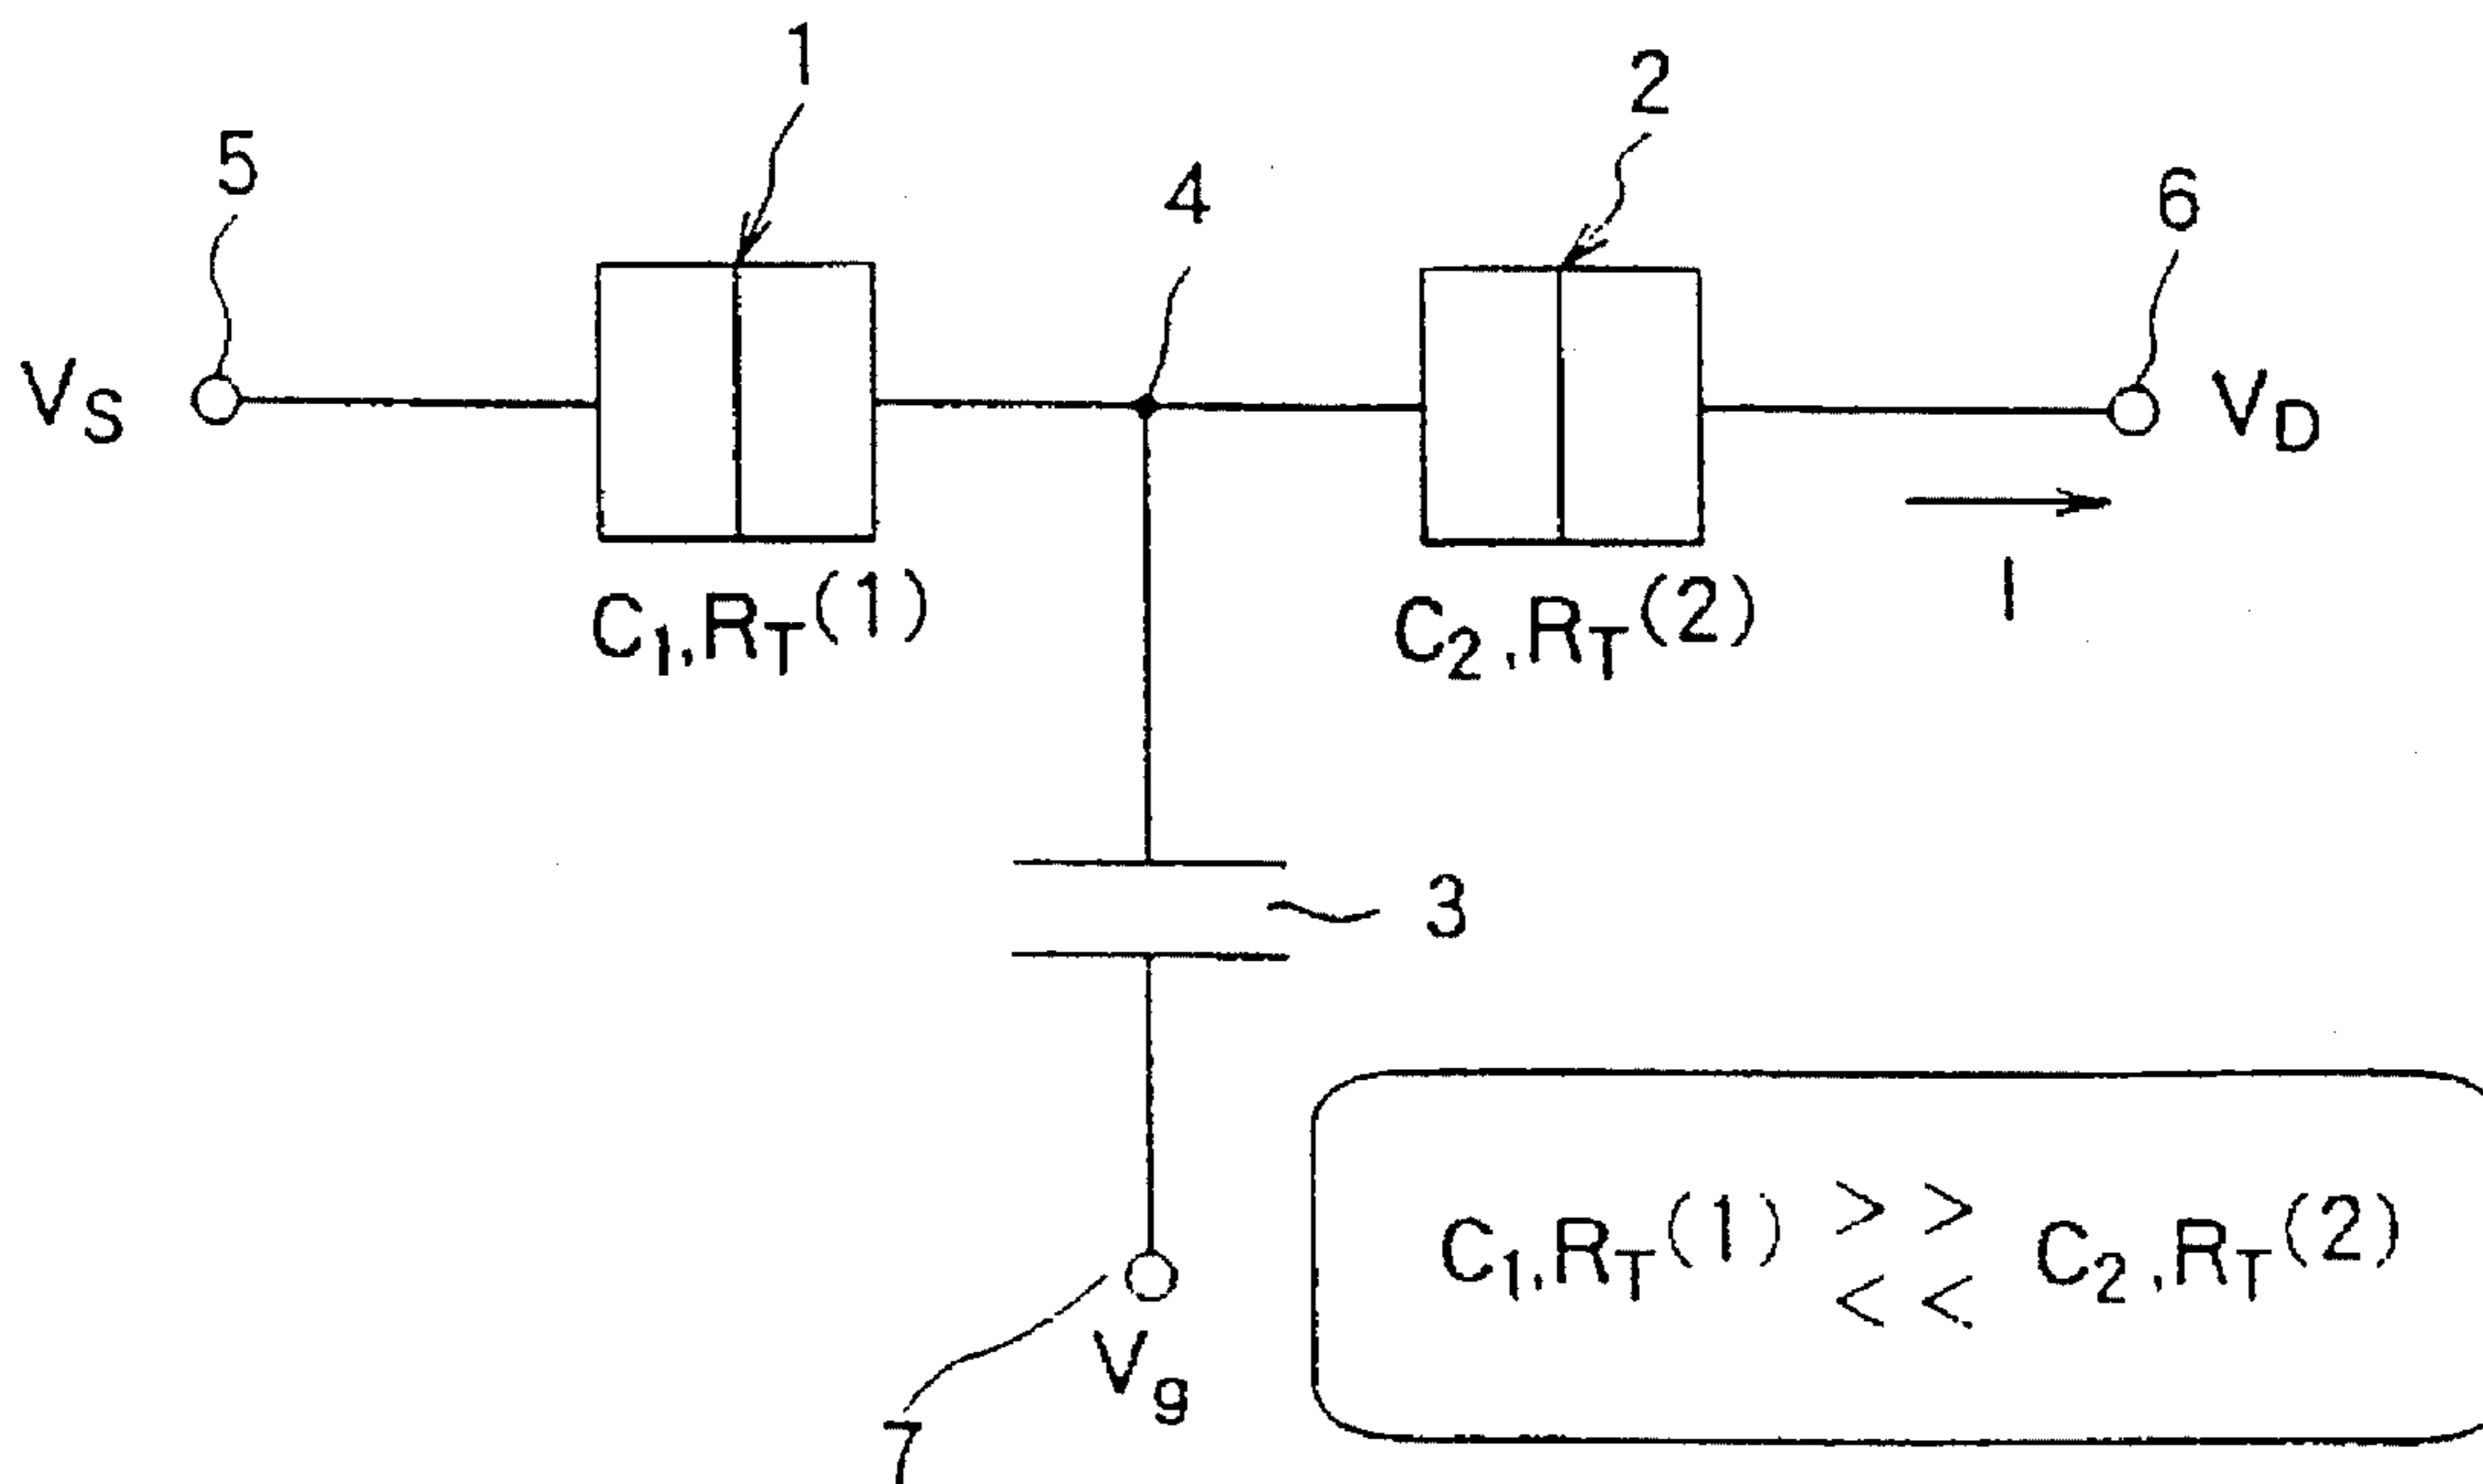 1
2
5
4
6
V_S
V_D
I
C_1,R_T^(1)
C_2,R_T^(2)
3
C_1,R_T^(1) >> C_2,R_T^(2)
<<
V_g
7